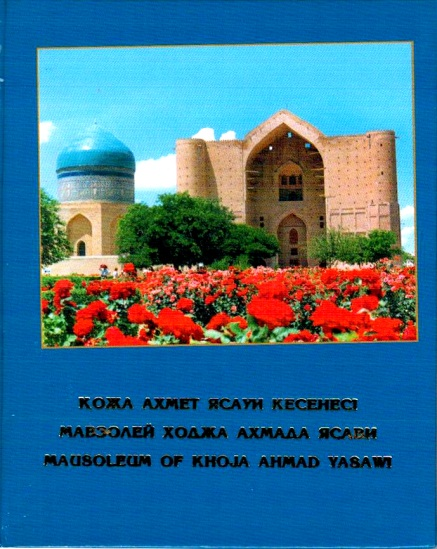 ҚОЖА АХМЕТ ЯСАУИ КЕСЕНЕСІ
МАВЗОЛЕЙ ХОДЖА АХМАДА ЯСАВИ
MAUSOLEUM OF KHOJA AHMAD YASAWI